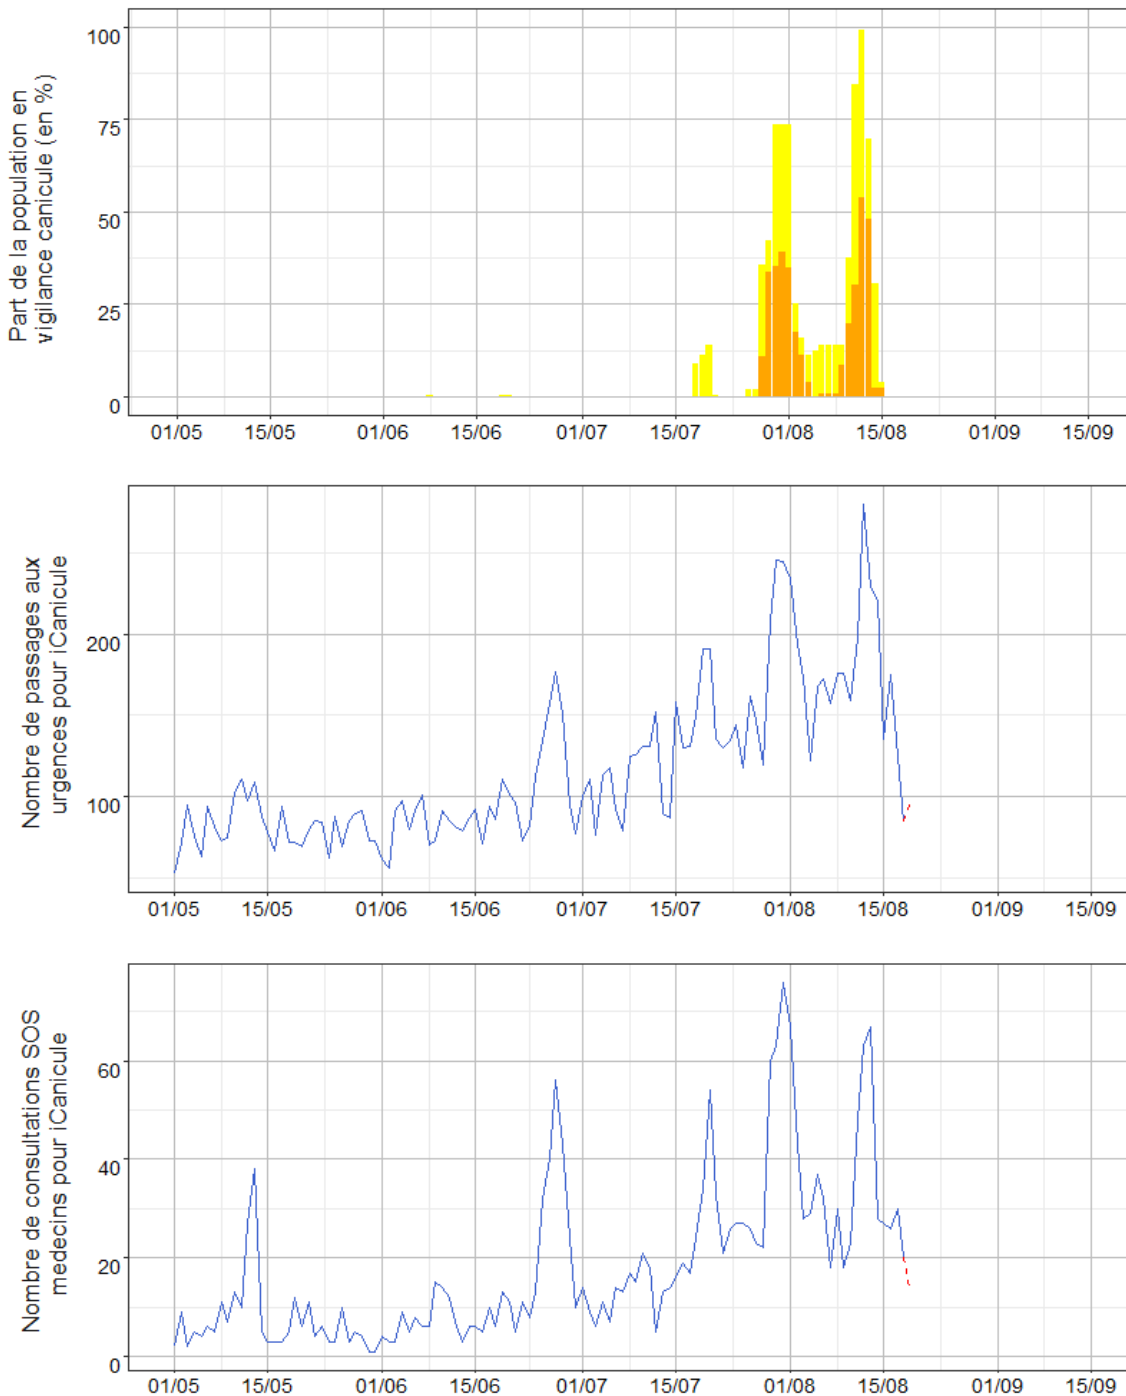 Part de la population en
vigilance canicule (en %)
100
75
50
25
0
01/05 15/05 01/06 15/06 01/07 15/07 01/08 15/08 01/09 15/09
Nombre de passages aux
urgences pour iCanicule
200
100
01/05 15/05 01/06 15/06 01/07 15/07 01/08 15/08 01/09 15/09
Nombre de consultations SOS
medecins pour iCanicule
60
40
20
0
01/05 15/05 01/06 15/06 01/07 15/07 01/08 15/08 01/09 15/09